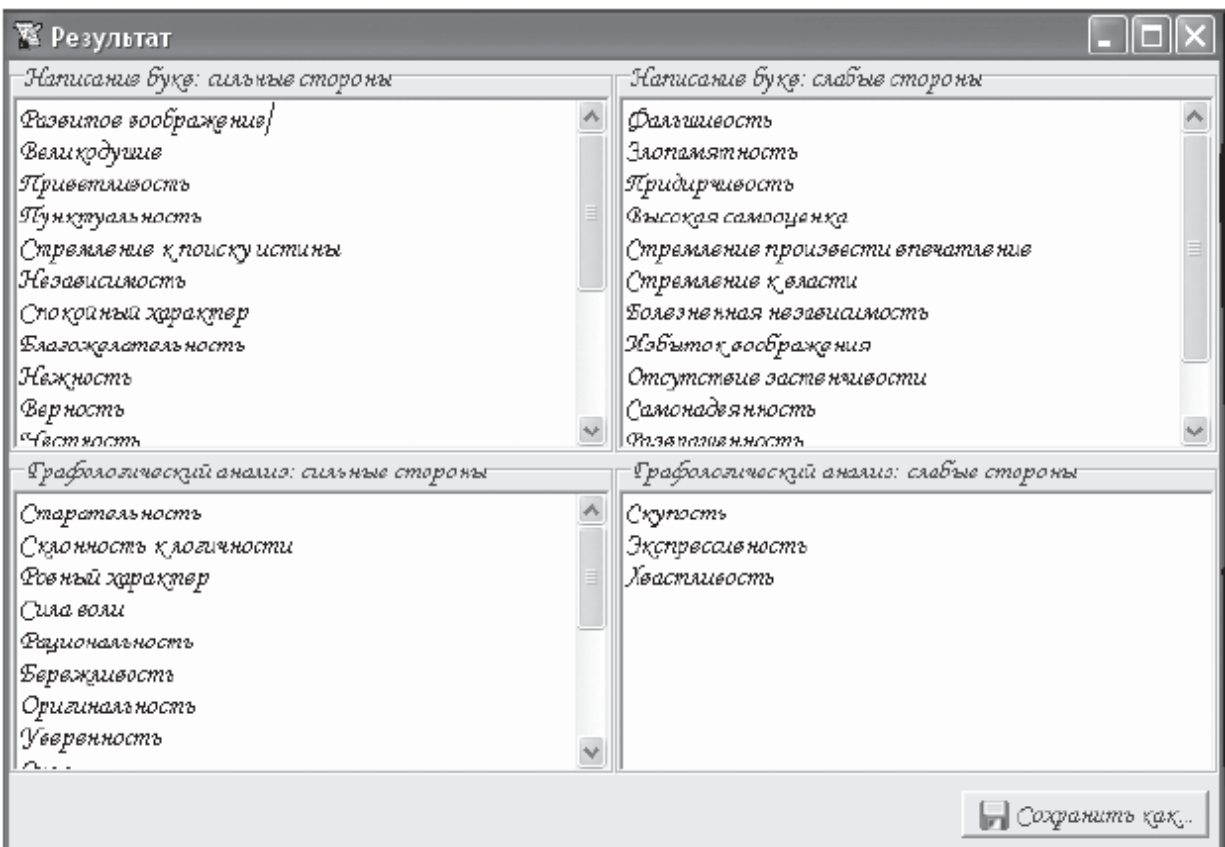 Результат
Написание букв: сильные стороны
Развитое воображение
Великодушие
Приветливость
Пунктуальность
Стремление к поиску истины
Независимость
Спокойный характер
Благожелательность
Нежность
Верность
Честность
Написание букв: слабые стороны
Фальшивость
Злопамятность
Придирчивость
Высокая самооценка
Стремление произвести впечатление
Стремление к власти
Болезненная независимость
Избыток воображения
Отсутствие застенчивости
Самонадеянность
Развращенность
Графологический анализ: сильные стороны
Старательность
Склонность к логичности
Ровный характер
Сила воли
Рациональность
Бережливость
Оригинальность
Уверенность
Графологический анализ: слабые стороны
Скупость
Экспрессивность
Хвастливость
Сохранить как...